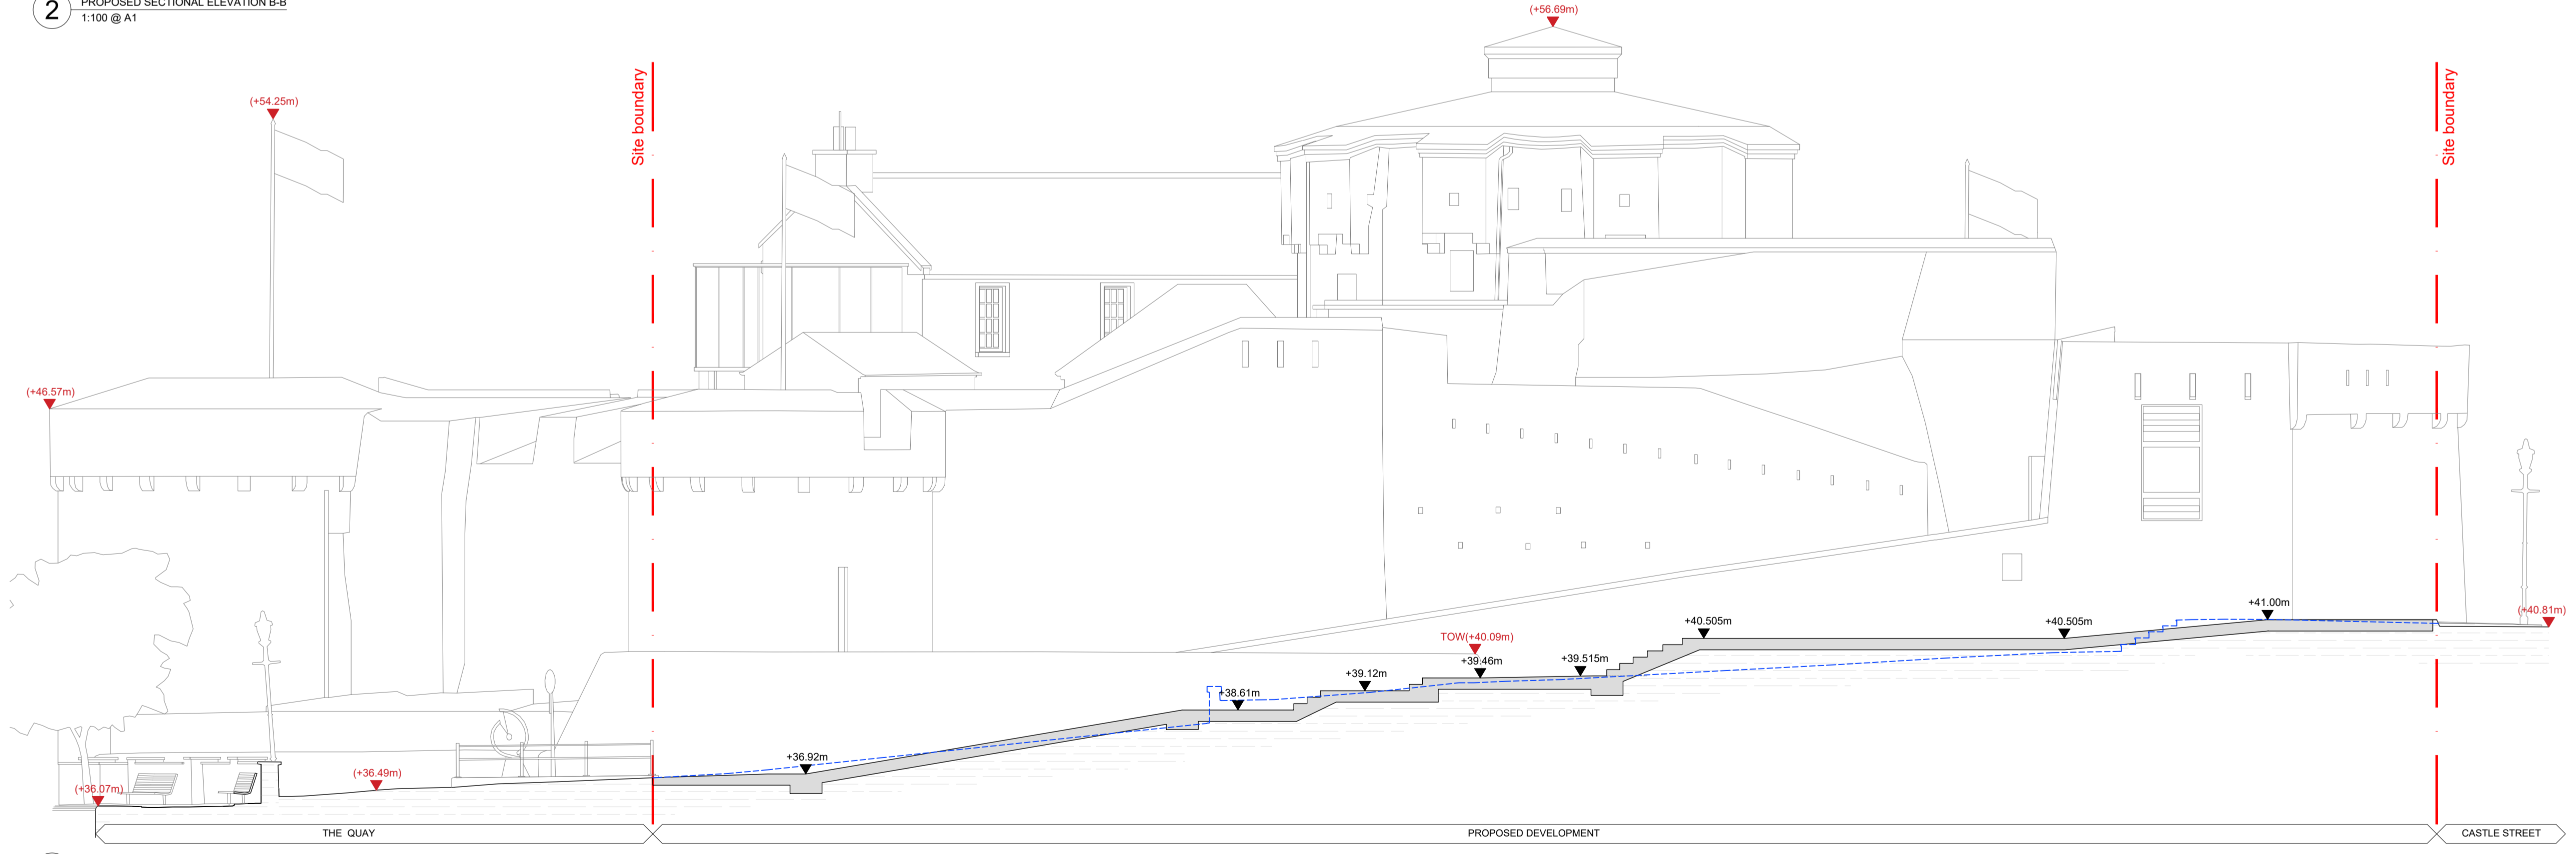 2
PROPOSED SECTIONAL ELEVATION B-B
1:100 @ A1
(+56.69m)
Site boundary
Site boundary
(+54.25m)
(+46.57m)
+41.00m
(+40.81m)
+40.505m
+40.505m
TOW(+40.09m)
+39.46m
+39.515m
+39.12m
+38.61m
+36.92m
(+36.49m)
(+36.07m)
THE QUAY
PROPOSED DEVELOPMENT
CASTLE STREET